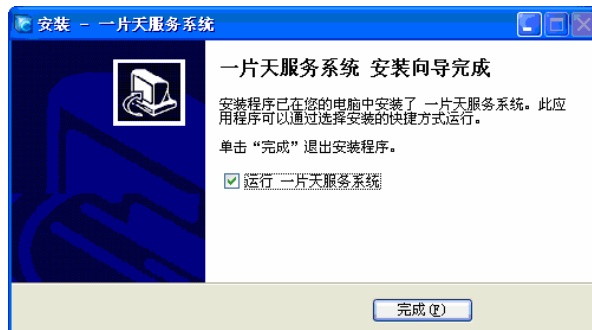 安装 - 一片天服务系统
一片天服务系统 安装向导完成
安装程序已在您的电脑中安装了 一片天服务系统。此应
用程序可以通过选择安装的快捷方式运行。
单击“完成”退出安装程序。
运行 一片天服务系统
完成(F)